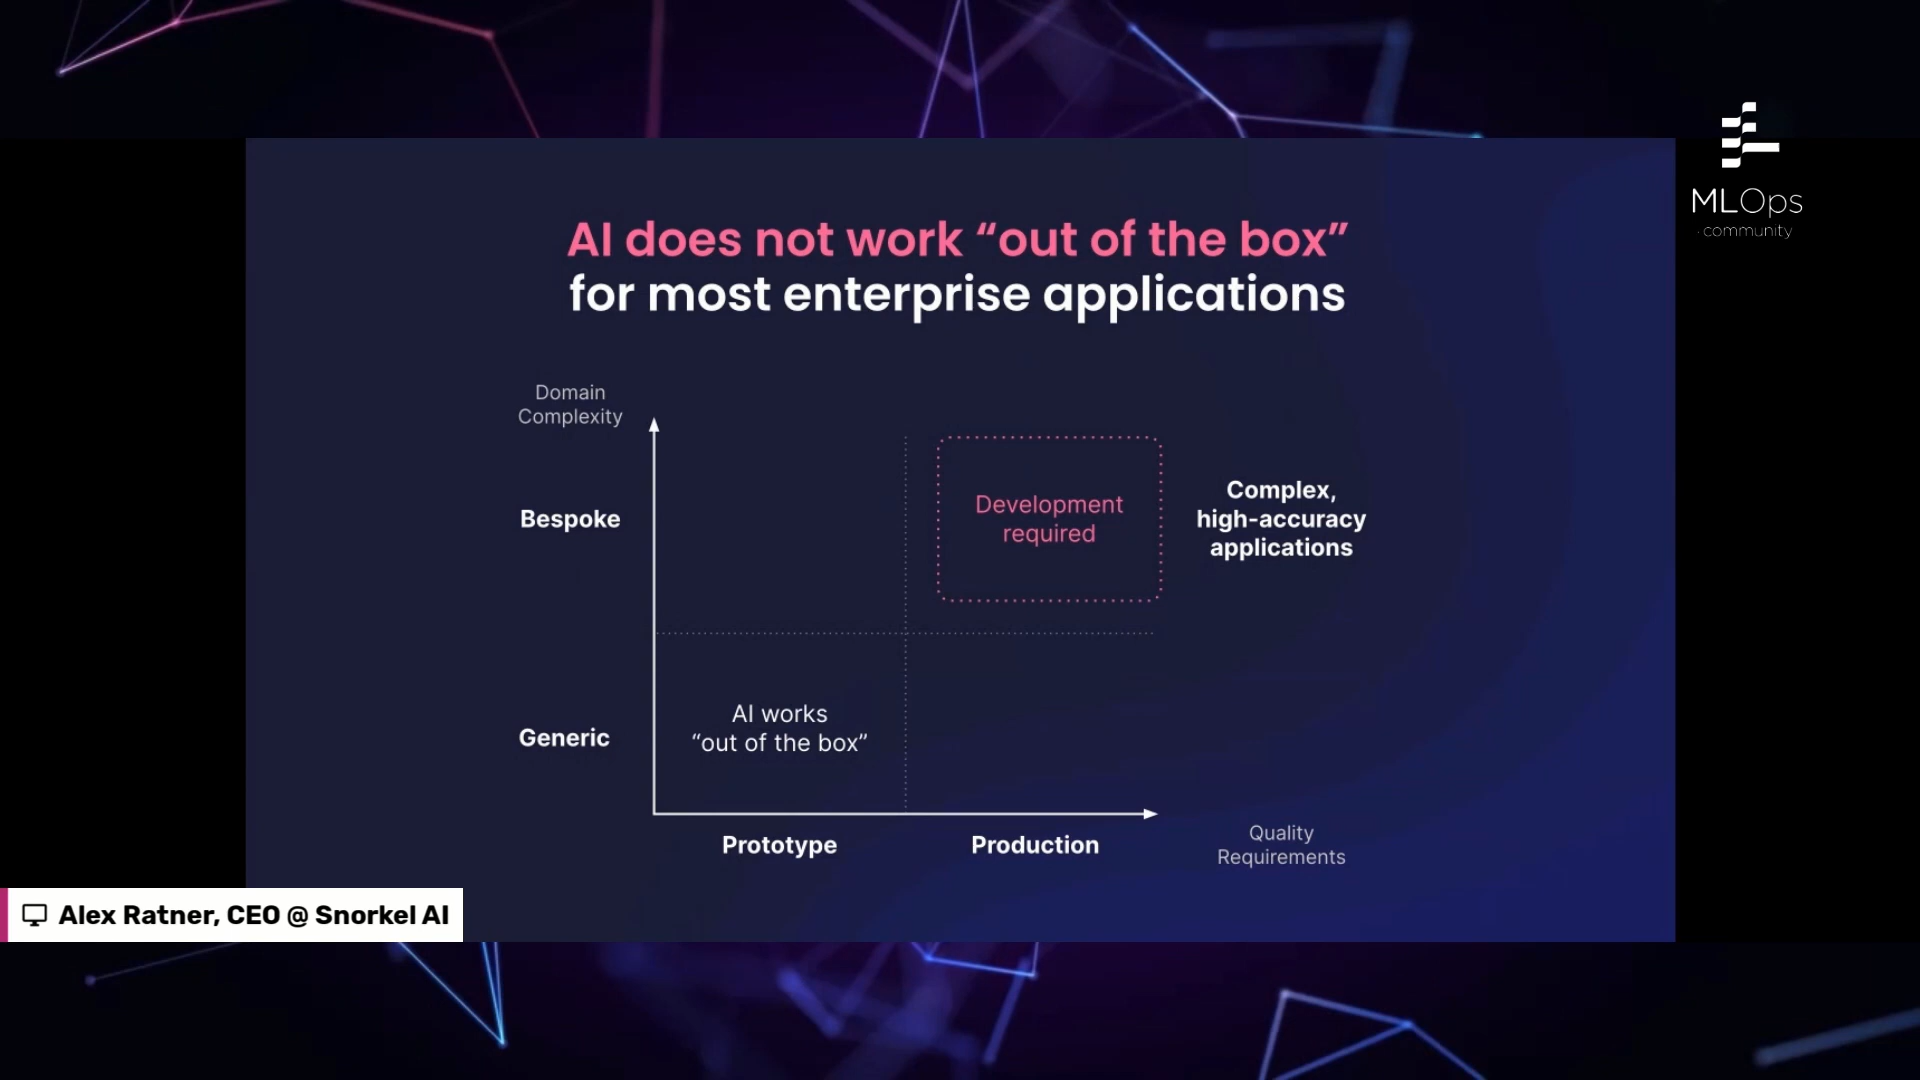 MLOps
community
AI does not work “out of the box”
for most enterprise applications
Domain
Complexity
Bespoke
Development
required
Complex,
high-accuracy
applications
Generic
AI works
“out of the box”
Prototype
Production
Quality
Requirements
Alex Ratner, CEO @ Snorkel AI